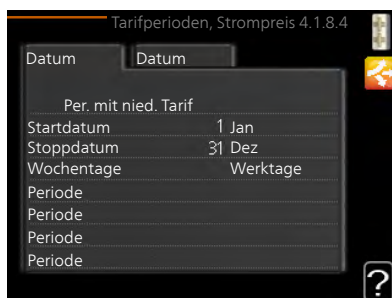 Tarifperioden, Strompreis 4.1.8.4
Datum Datum
Per. mit nied. Tarif
Startdatum 1 Jan
Stoppdatum 31 Dez
Wochentage Werktage
Periode
Periode
Periode
Periode
?